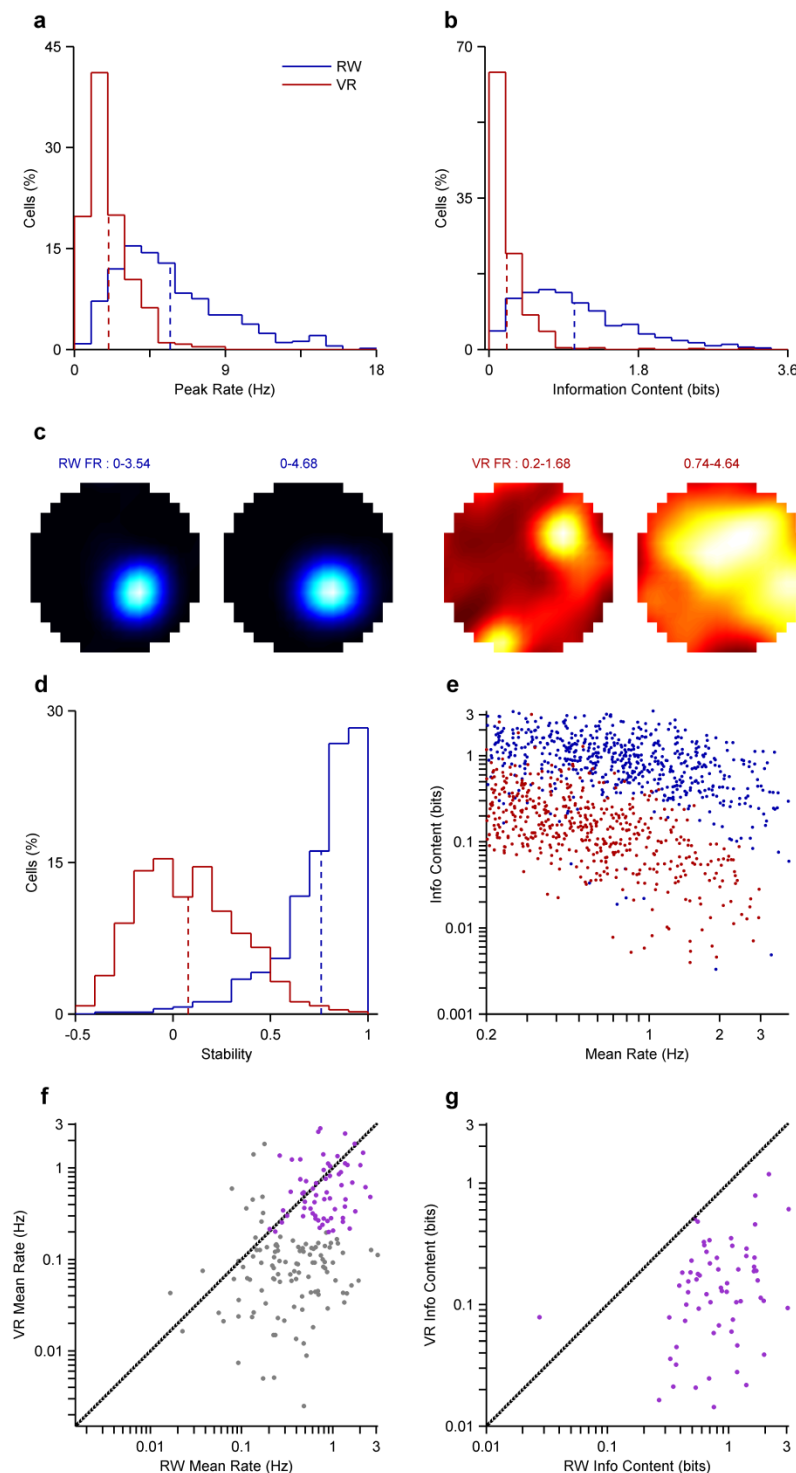 a
45
30
15
0
Cells (%)
0
9
18
Peak Rate (Hz)
RW
VR
b
70
35
0
Cells (%)
0
1.8
3.6
Information Content (bits)
c
RW FR : 0-3.54
0-4.68
VR FR : 0.2-1.68
0.74-4.64
d
30
15
0
Cells (%)
-0.5
0
0.5
1
Stability
e
3
1
0.1
0.01
0.001
Info Content (bits)
0.2
1
2
3
Mean Rate (Hz)
f
3
1
0.1
0.01
VR Mean Rate (Hz)
0.01
0.1
1
3
RW Mean Rate (Hz)
g
3
1
0.1
0.01
VR Info Content (bits)
0.01
0.1
1
3
RW Info Content (bits)